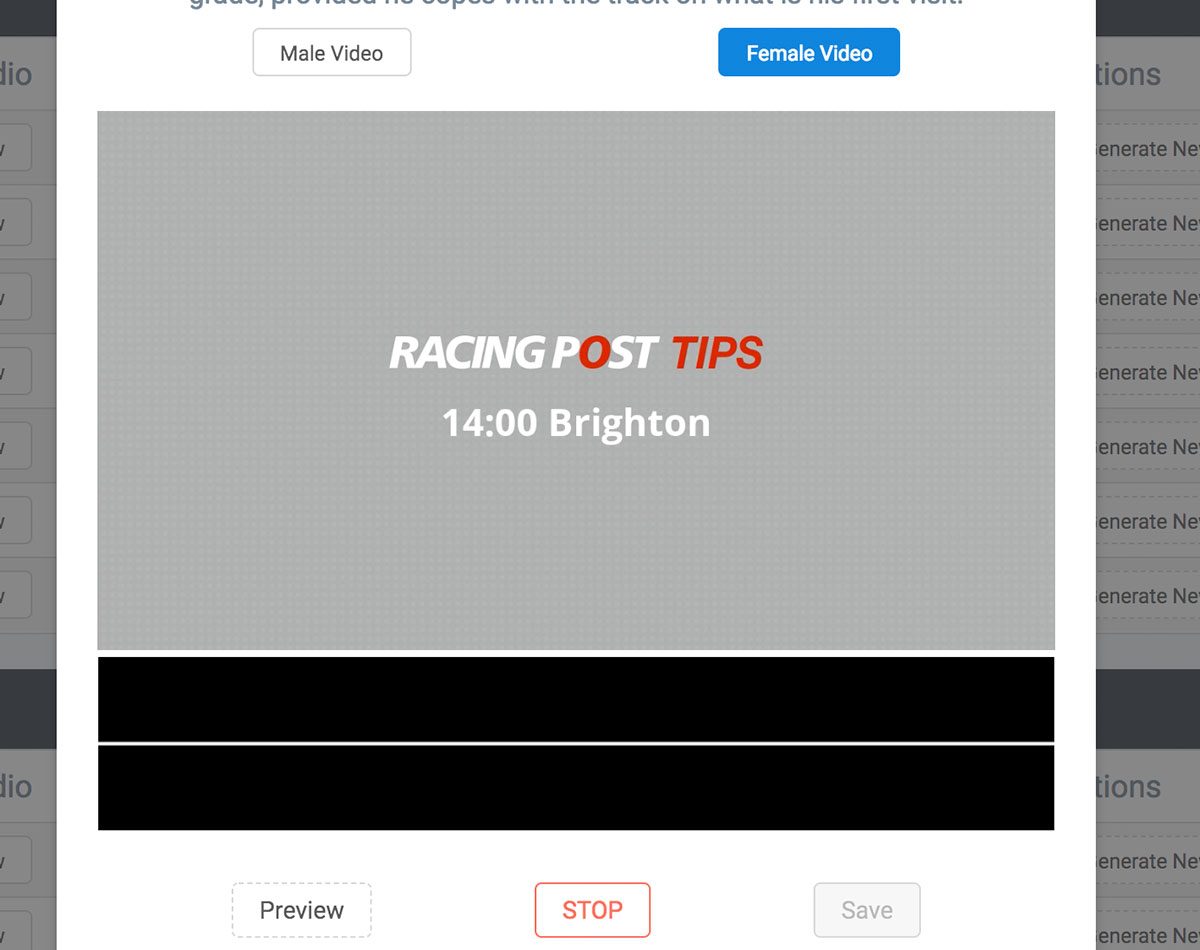 grade, provided he copes with the track on what is his first visit.
Male Video
Female Video
RACING POST TIPS
14:00 Brighton
Preview
STOP
Save
dio
tions
enerate Ne
enerate Ne
enerate Ne
enerate Ne
enerate Ne
enerate Ne
enerate Ne
dio
tions
enerate Ne
enerate Ne